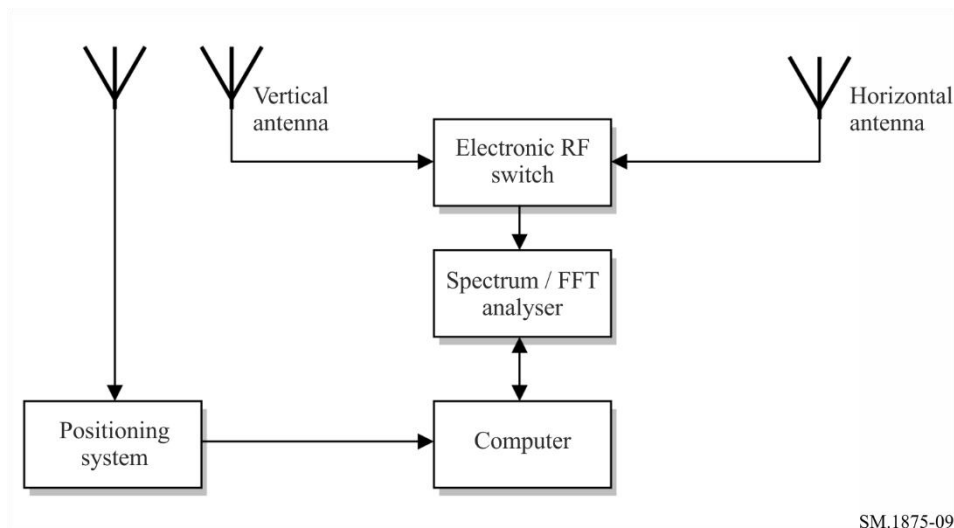 Vertical
antenna
Horizontal
antenna
Electronic RF
switch
Spectrum / FFT
analyser
Positioning
system
Computer
SM.1875-09